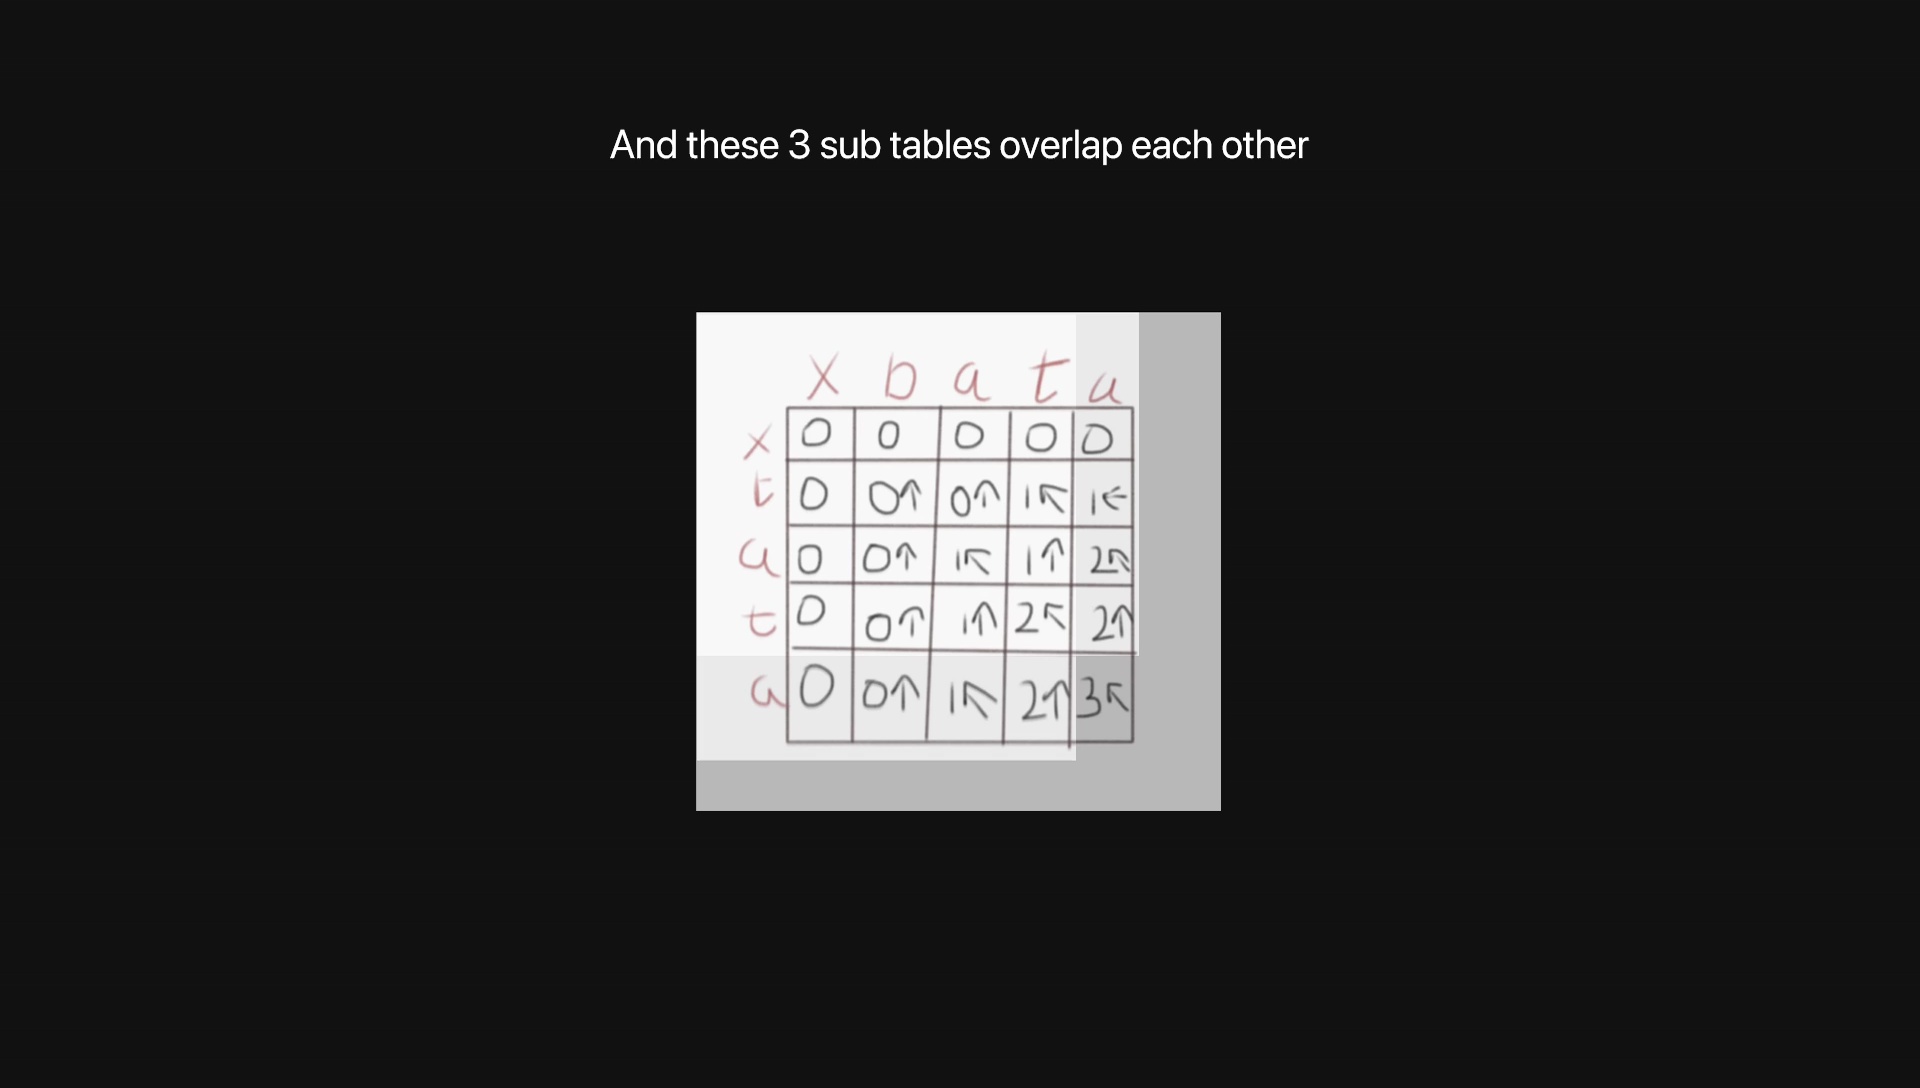 And these 3 sub tables overlap each other
x b a t a
x 0 0 0 0 0
t 0 0↑ 0↑ 1↖ 1←
a 0 0↑ 1↖ 1↑ 2↖
t 0 0↑ 1↑ 2↖ 2↑
a 0 0↑ 1↖ 2↑ 3↖